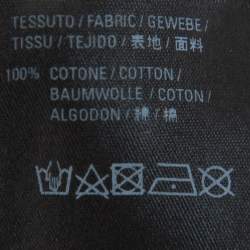 TESSUTO / FABRIC / GEWEBE /
TISSU / TEJIDO / 表地 / 面料
100% COTONE / COTTON /
BAUMWOLLE / COTON /
ALGODON / 綿 / 棉